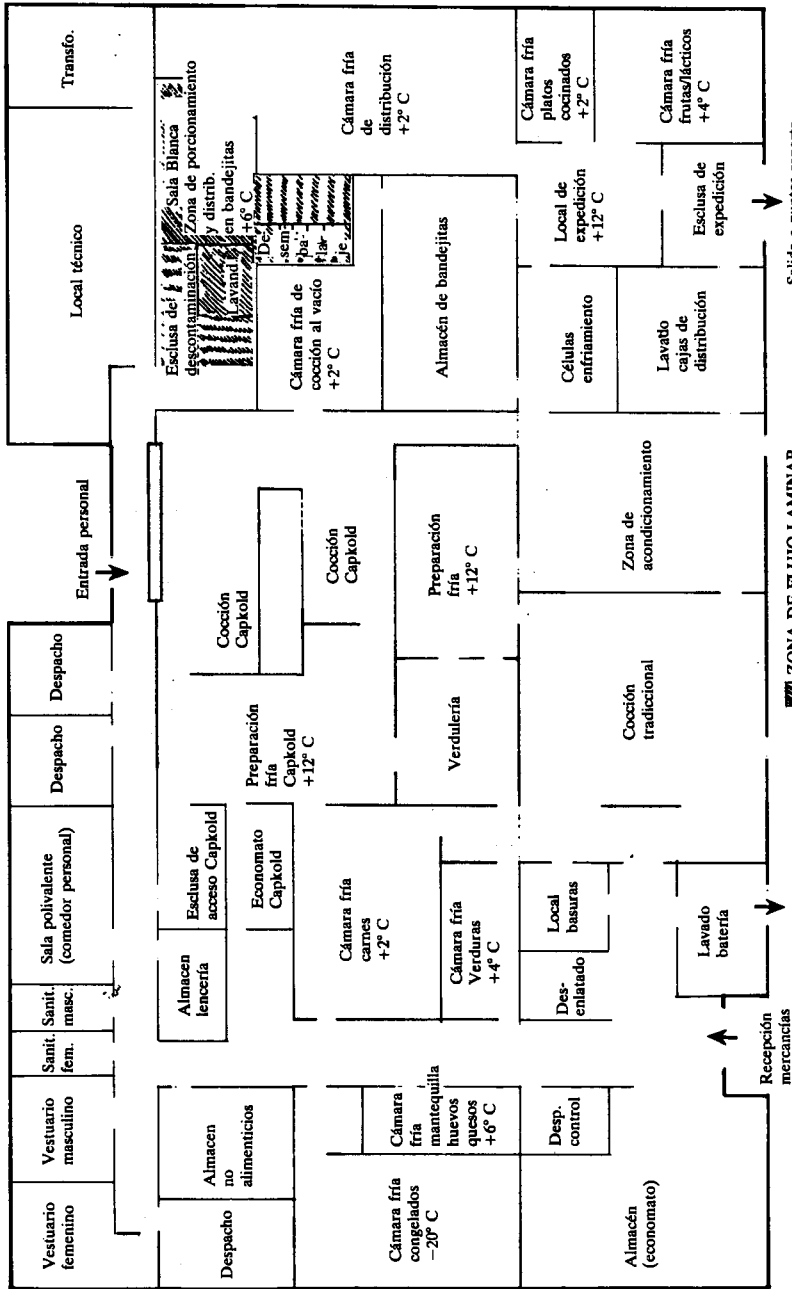 Vestuario
femenino
Vestuario
masculino
Sanit.
fem.
Sanit.
masc.
Sala polivalente
(comedor personal)
Despacho
Despacho
Entrada personal
Local técnico
Transfo.
Despacho
Almacen
no
alimenticios
Almacen
lencería
Esclusa de
acceso Capkold
Economato
Capkold
Preparación
fría
Capkold
+12° C
Cocción
Capkold
Cocción
Capkold
Esclusa de
descontaminación
Lavand.
Sala Blanca
Zona de porcionamiento
y distrib.
en bandejitas
+6° C
De
sem-
ba-
la-
je
Cámara fría de
cocción al vacío
+2° C
Cámara fría
de
distribución
+2° C
Cámara fría
congelados
−20° C
Cámara
fría
mantequilla
huevos
quesos
+6° C
Cámara fría
carnes
+2° C
Cámara fría
Verduras
+4° C
Verdulería
Preparación
fría
+12° C
Almacén de bandejitas
Almacén
(economato)
Desp.
control
Des-
enlatado
Local
basuras
Lavado
batería
Cocción
tradiccional
Zona de
acondicionamiento
Células
enfriamiento
Lavado
cajas de
distribución
Local de
expedición
+12° C
Esclusa de
expedición
Cámara fría
platos
cocinados
+2° C
Cámara fría
frutas/lácticos
+4° C
Recepción
mercancías
ZONA DE FLUJO LAMINAR